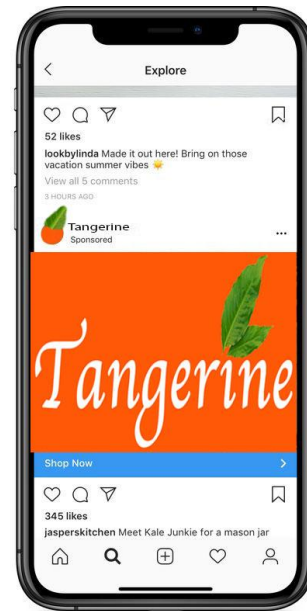 Explore
52 likes
lookbylinda Made it out here! Bring on those
vacation summer vibes ☀️
View all 5 comments
3 HOURS AGO
Tangerine
Sponsored
...
Tangerine
Shop Now
345 likes
jasperskitchen Meet Kale Junkie for a mason jar